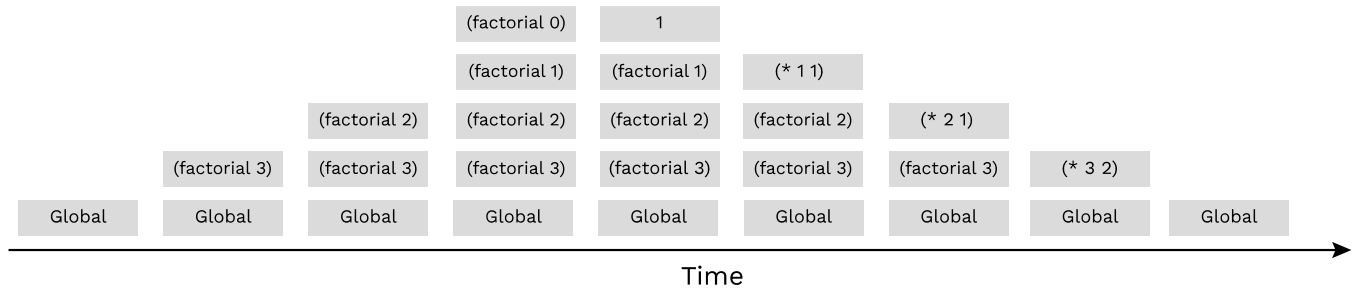 (factorial 0) 1
(factorial 1) (factorial 1) (* 1 1)
(factorial 2) (factorial 2) (factorial 2) (factorial 2) (* 2 1)
(factorial 3) (factorial 3) (factorial 3) (factorial 3) (factorial 3) (factorial 3) (* 3 2)
Global Global Global Global Global Global Global Global Global
Time